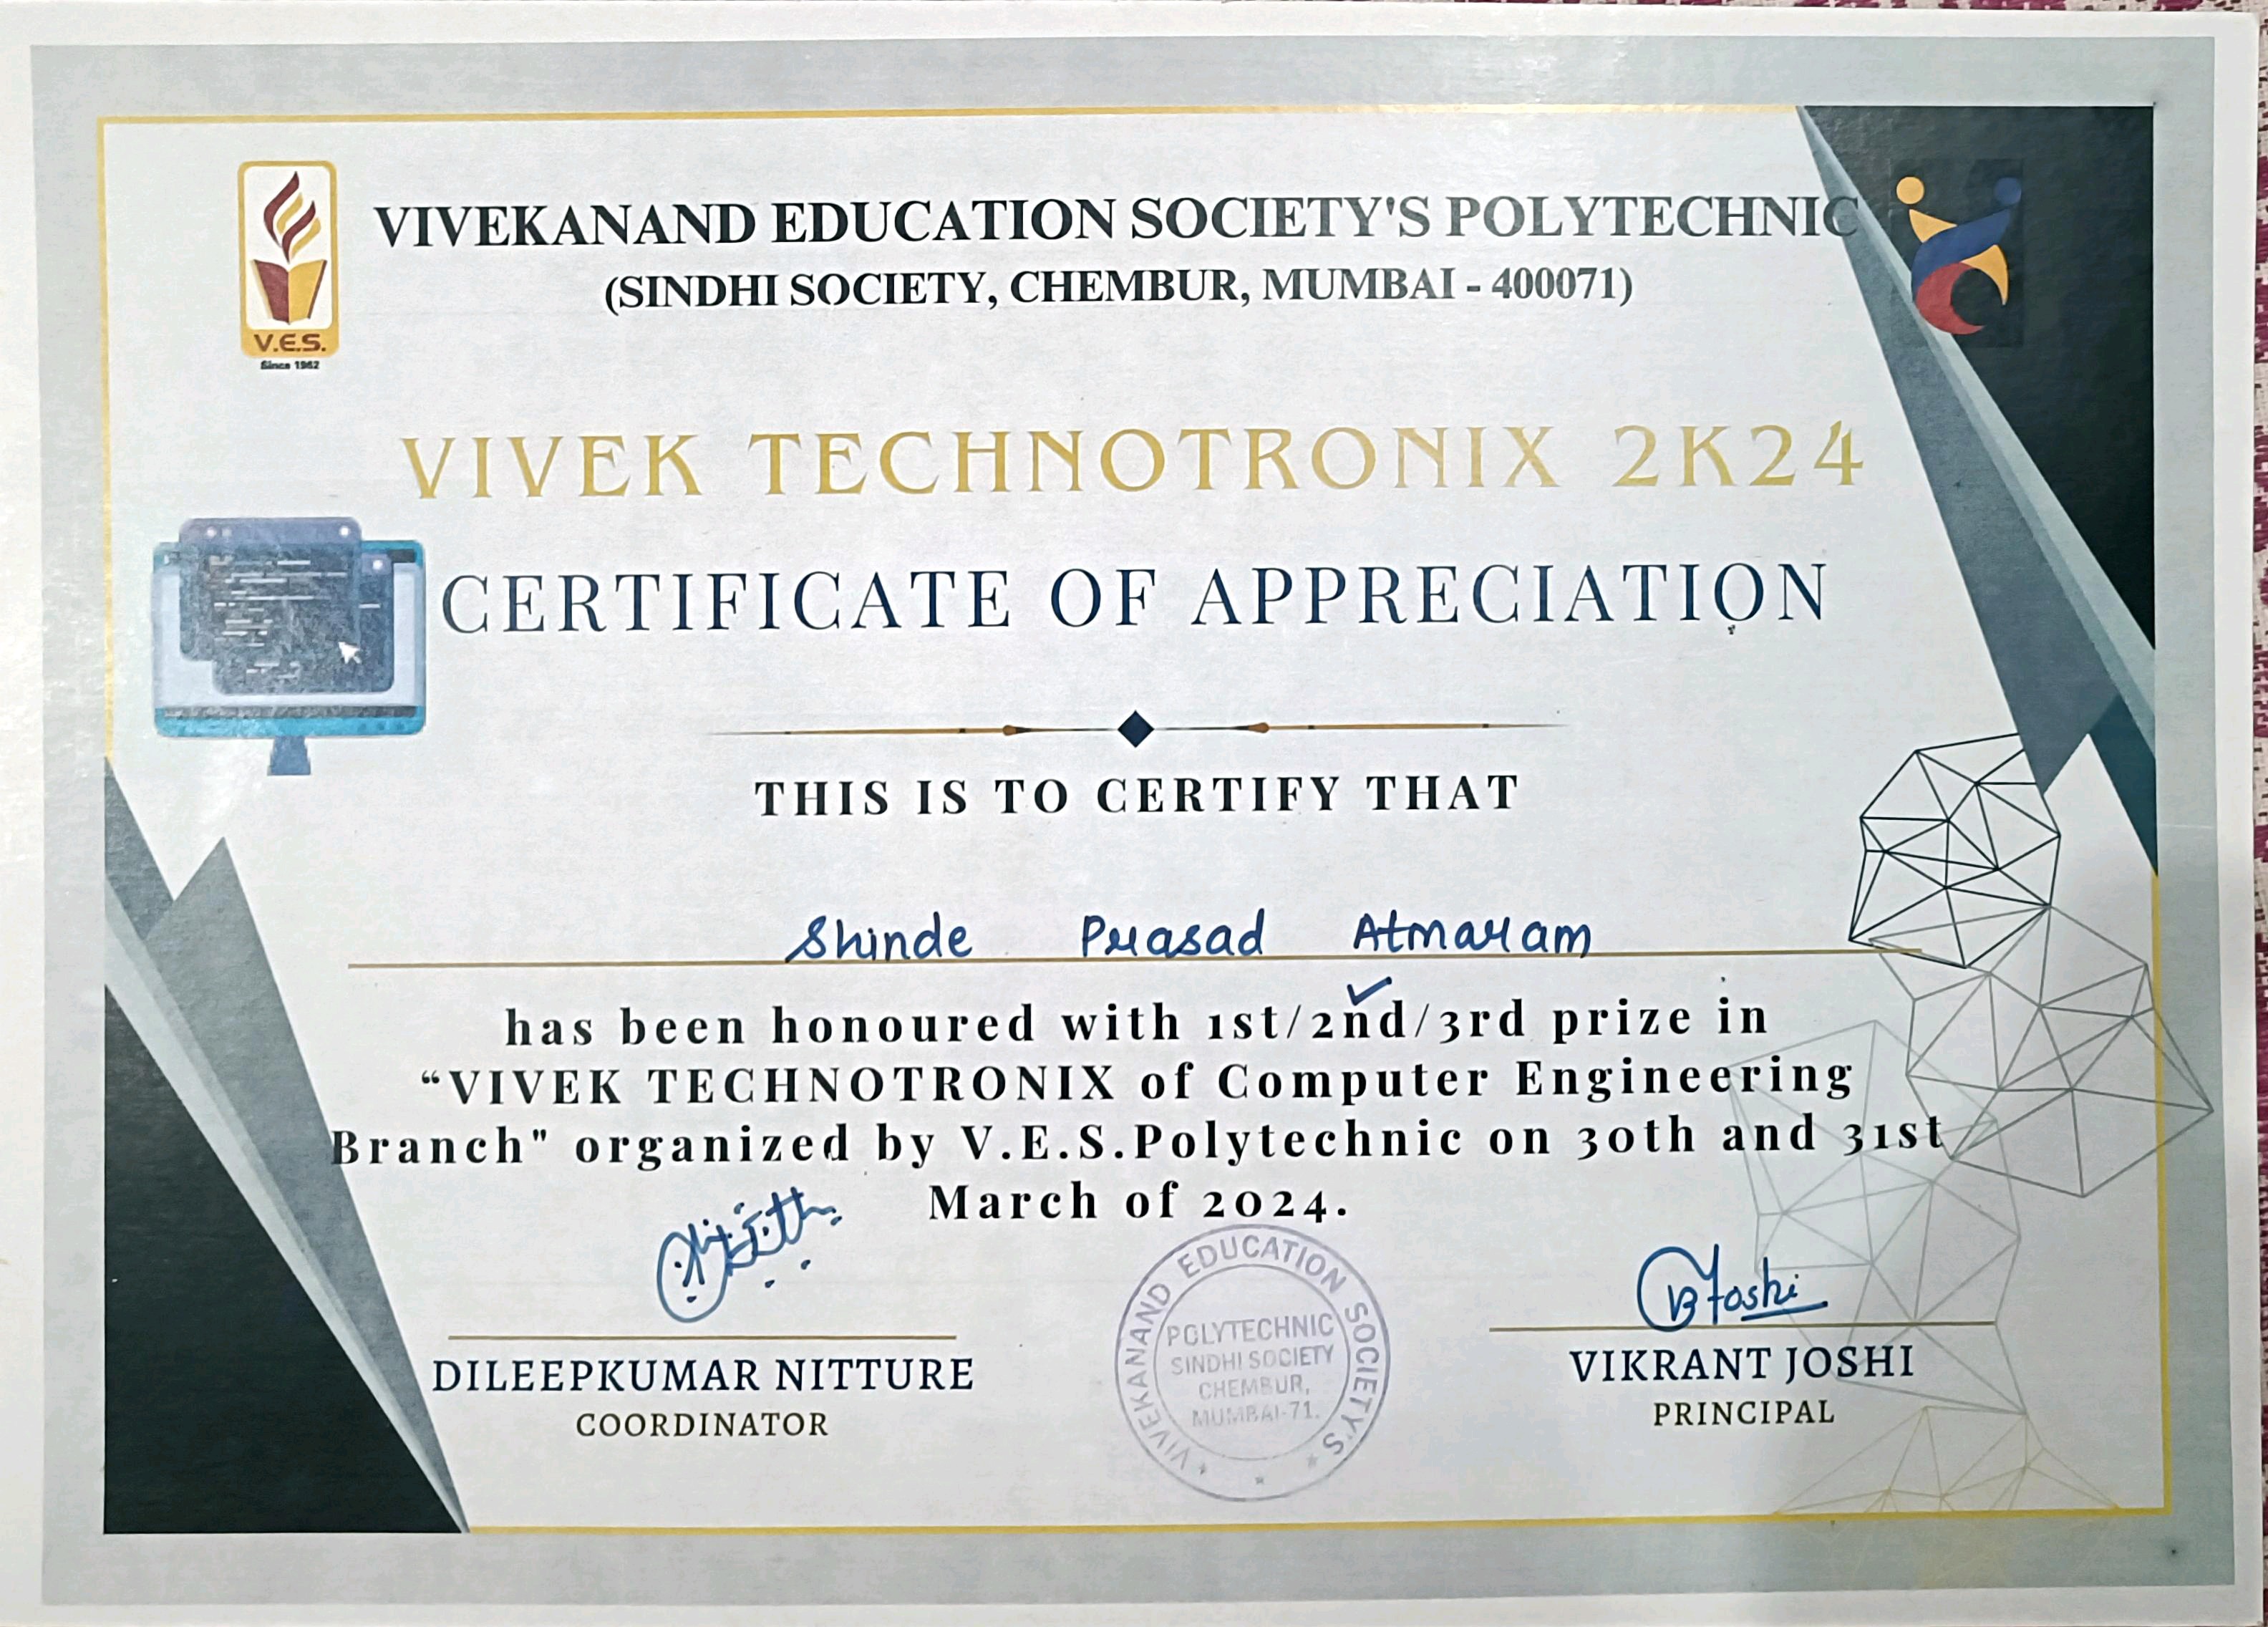 V.E.S.
Since 1962
VIVEKANAND EDUCATION SOCIETY'S POLYTECHNIC
(SINDHI SOCIETY, CHEMBUR, MUMBAI - 400071)
VIVEK TECHNOTRONIX 2K24
CERTIFICATE OF APPRECIATION
THIS IS TO CERTIFY THAT
Shinde Prasad Atmaram
has been honoured with 1st/2nd/3rd prize in
“VIVEK TECHNOTRONIX of Computer Engineering
Branch" organized by V.E.S.Polytechnic on 30th and 31st
March of 2024.
VJoshi
DILEEPKUMAR NITTURE
COORDINATOR
VIVEKANAND EDUCATION SOCIETY'S
POLYTECHNIC
SINDHI SOCIETY
CHEMBUR,
MUMBAI-71.
VIKRANT JOSHI
PRINCIPAL